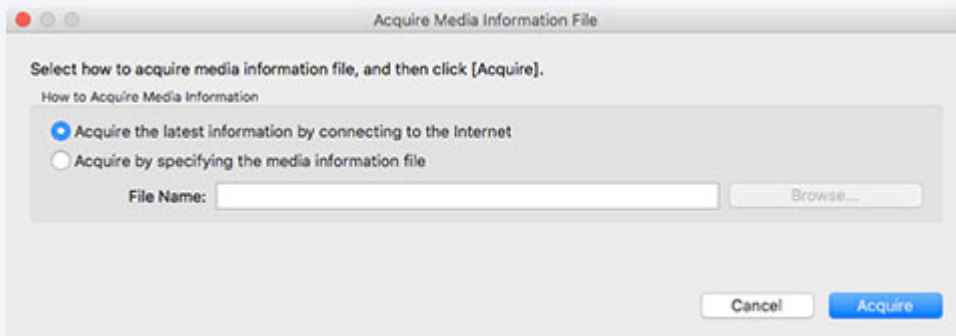 Acquire Media Information File
Select how to acquire media information file, and then click [Acquire].
How to Acquire Media Information
Acquire the latest information by connecting to the Internet
Acquire by specifying the media information file
File Name:
Browse...
Cancel
Acquire